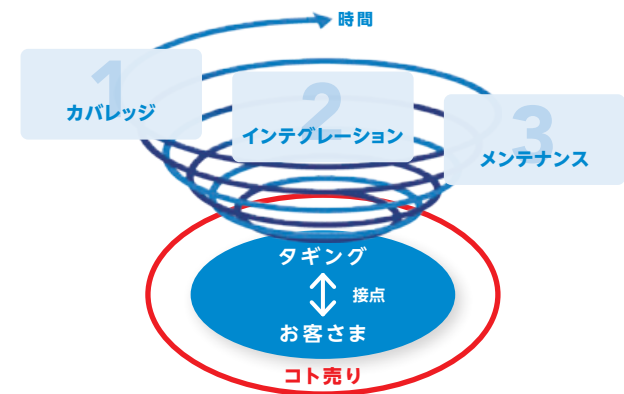 時間
1
カバレッジ
2
インテグレーション
3
メンテナンス
タギング
接点
お客さま
コト売り